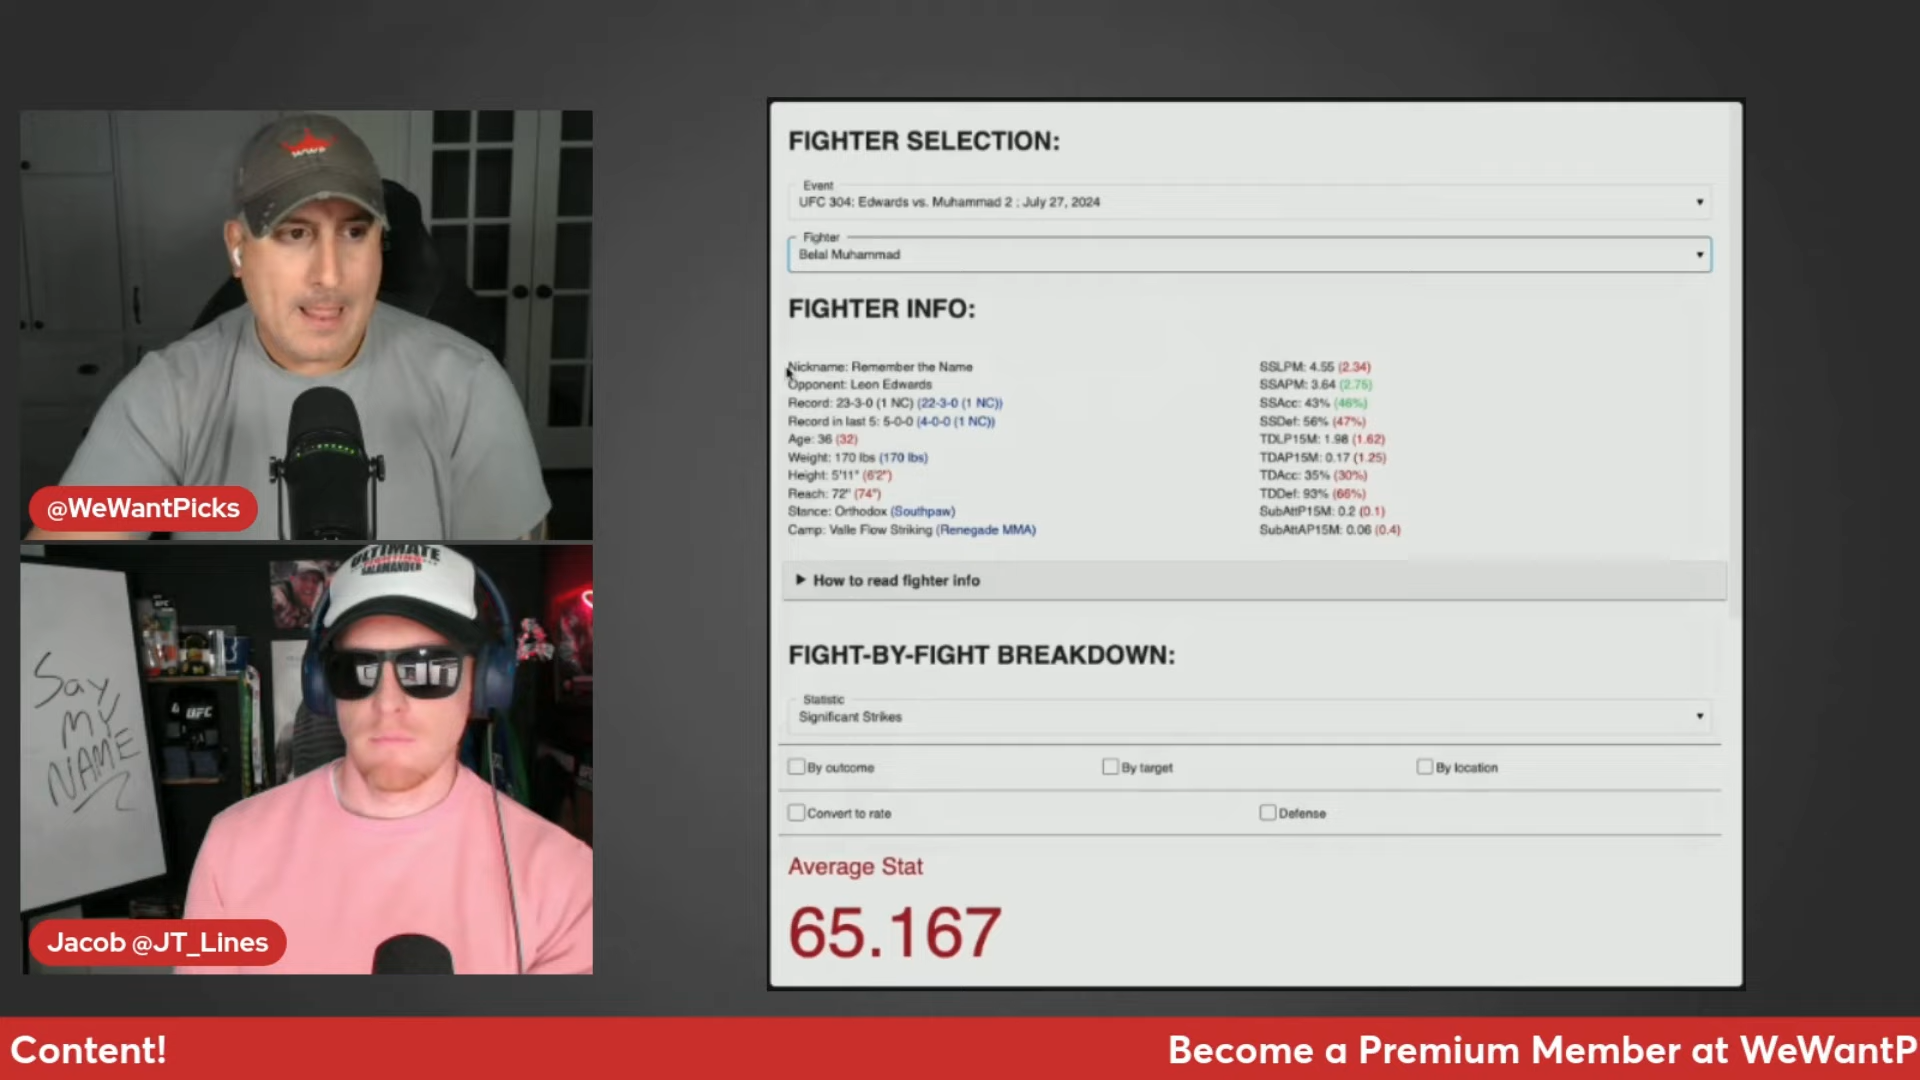 WWP
@WeWantPicks
ULTIMATE
FIGHTING
SALAMANDER
UFC
Say
MY
NAME
Jacob @JT_Lines
FIGHTER SELECTION:
Event
UFC 304: Edwards vs. Muhammad 2 : July 27, 2024
Fighter
Belal Muhammad
FIGHTER INFO:
Nickname: Remember the Name
Opponent: Leon Edwards
Record: 23-3-0 (1 NC) (22-3-0 (1 NC))
Record in last 5: 5-0-0 (4-0-0 (1 NC))
Age: 36 (32)
Weight: 170 lbs (170 lbs)
Height: 5'11" (6'2")
Reach: 72" (74")
Stance: Orthodox (Southpaw)
Camp: Valle Flow Striking (Renegade MMA)
SSLPM: 4.55 (2.34)
SSAPM: 3.64 (2.75)
SSAcc: 43% (46%)
SSDef: 56% (47%)
TDLP15M: 1.98 (1.62)
TDAP15M: 0.17 (1.25)
TDAcc: 35% (30%)
TDDef: 93% (66%)
SubAttP15M: 0.2 (0.1)
SubAttAP15M: 0.06 (0.4)
How to read fighter info
FIGHT-BY-FIGHT BREAKDOWN:
Statistic
Significant Strikes
By outcome By target By location
Convert to rate Defense
Average Stat
65.167
Content! Become a Premium Member at WeWantP